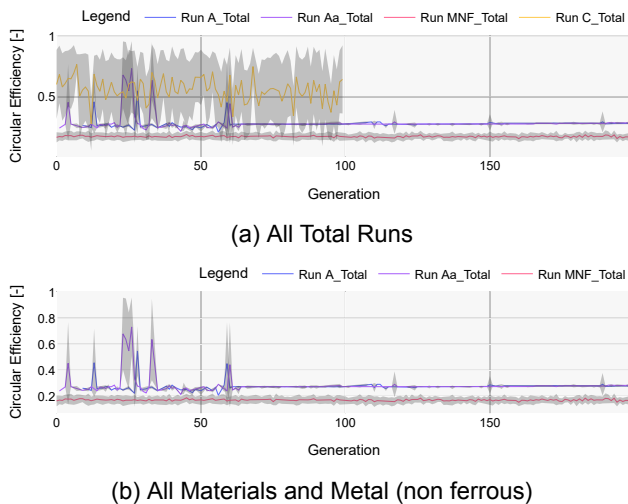 Legend Run A_Total Run Aa_Total Run MNF_Total Run C_Total
Circular Efficiency [-]
1
0.5
0 50 100 150
Generation
(a) All Total Runs
Legend Run A_Total Run Aa_Total Run MNF_Total
Circular Efficiency [-]
1
0.8
0.6
0.4
0.2
0 50 100 150
Generation
(b) All Materials and Metal (non ferrous)